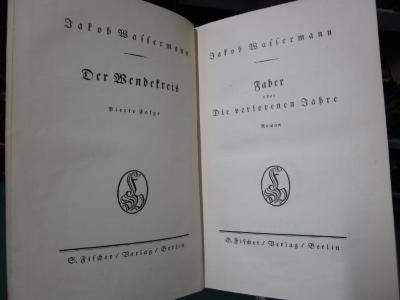 Jakob Wassermann
Der Wendekreis
Vierte Folge
S. Fischer / Verlag / Berlin
Jakob Wassermann
Faber
oder
Die verlorenen Jahre
Roman
S. Fischer / Verlag / Berlin